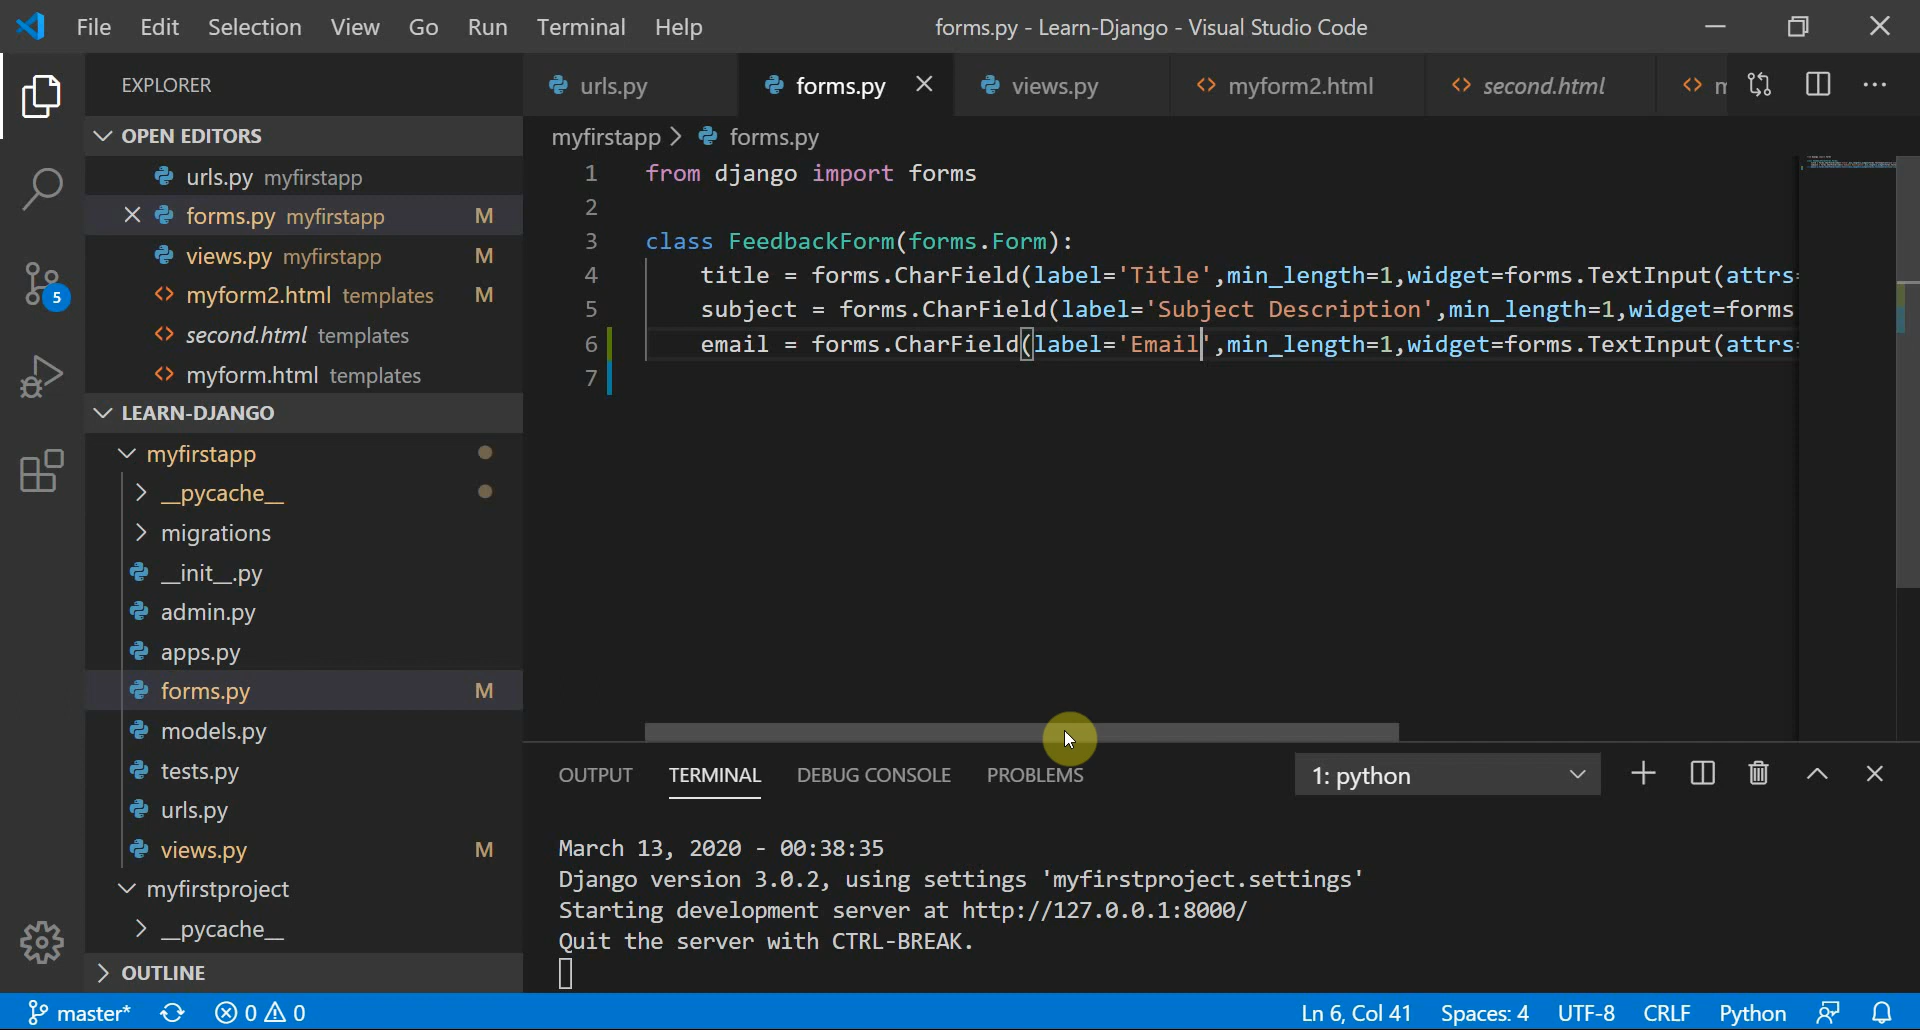 File Edit Selection View Go Run Terminal Help forms.py - Learn-Django - Visual Studio Code
EXPLORER
urls.py forms.py views.py myform2.html second.html
OPEN EDITORS
urls.py myfirstapp
forms.py myfirstapp M
views.py myfirstapp M
myform2.html templates M
second.html templates
myform.html templates
LEARN-DJANGO
myfirstapp
__pycache__
migrations
__init__.py
admin.py
apps.py
forms.py M
models.py
tests.py
urls.py
views.py M
myfirstproject
__pycache__
OUTLINE
5
myfirstapp > forms.py
1 from django import forms
2
3 class FeedbackForm(forms.Form):
4 title = forms.CharField(label='Title',min_length=1,widget=forms.TextInput(attrs=
5 subject = forms.CharField(label='Subject Description',min_length=1,widget=forms
6 email = forms.CharField(label='Email',min_length=1,widget=forms.TextInput(attrs=
7
OUTPUT TERMINAL DEBUG CONSOLE PROBLEMS 1: python
March 13, 2020 - 00:38:35
Django version 3.0.2, using settings 'myfirstproject.settings'
Starting development server at http://127.0.0.1:8000/
Quit the server with CTRL-BREAK.
master* 0 0 Ln 6, Col 41 Spaces: 4 UTF-8 CRLF Python